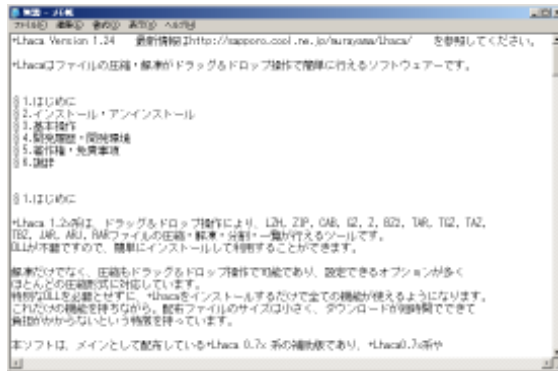 無題 - メモ帳
ファイル(F) 編集(E) 書式(O) 表示(V) ヘルプ(H)
+Lhaca Version 1.24 最新情報はhttp://sapporo.cool.ne.jp/murayama/lhaca/ を参照してください。
+Lhacaはファイルの圧縮・解凍がドラッグ&ドロップ操作で簡単に行えるソフトウェアーです。
§1.はじめに
§2.インストール・アンインストール
§3.基本操作
§4.開発履歴・開発環境
§5.著作権・免責事項
§6.謝辞
§1.はじめに
+Lhaca 1.2x系は、ドラッグ&ドロップ操作により、LZH, ZIP, CAB, GZ, Z, BZ2, TAR, TGZ, TAZ,
TBZ, JAR, ARJ, RARファイルの圧縮・解凍・分割・一覧が行えるツールです。
DLLが不要ですので、簡単にインストールして利用することができます。
解凍だけでなく、圧縮もドラッグ&ドロップ操作で可能であり、設定できるオプションが多く
ほとんどの圧縮形式に対応しています。
特別なDLLを必要とせずに、+Lhacaをインストールするだけで全ての機能が使えるようになります。
これだけの機能を持ちながら、配布ファイルのサイズは小さく、ダウンロードが短時間でできて
負担がかからないという特徴を持っています。
本ソフトは、メインとして配布している+Lhaca 0.7x 系の補助版であり、+Lhaca0.7x系や